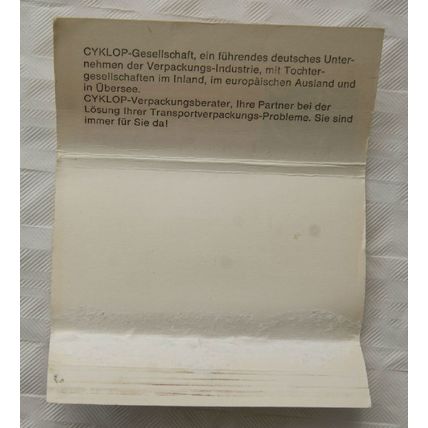 CYKLOP-Gesellschaft, ein führendes deutsches Unter-
nehmen der Verpackungs-Industrie, mit Tochter-
gesellschaften im Inland, im europäischen Ausland und
in Übersee.
CYKLOP-Verpackungsberater, Ihre Partner bei der
Lösung Ihrer Transportverpackungs-Probleme. Sie sind
immer für Sie da!